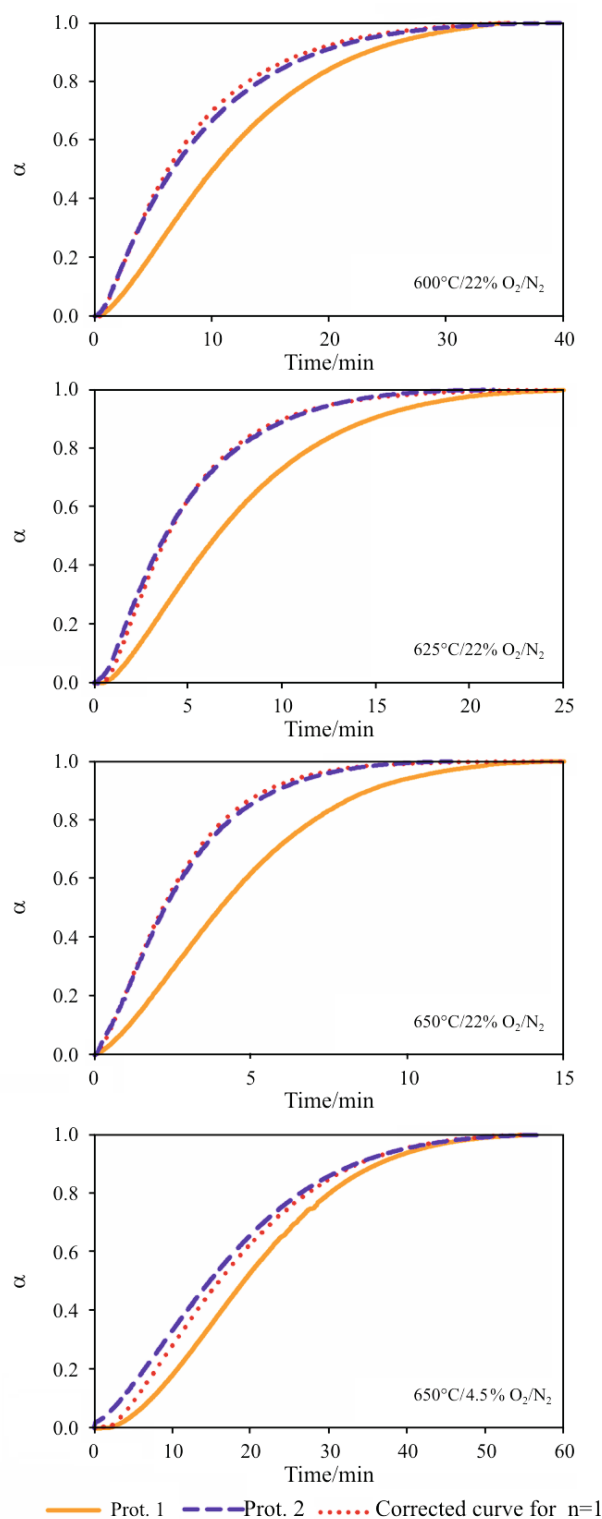 1.0
0.8
0.6
α
0.4
0.2
600°C/22% O₂/N₂
0.0
0 10 20 30 40
Time/min
1.0
0.8
0.6
α
0.4
0.2
625°C/22% O₂/N₂
0.0
0 5 10 15 20 25
Time/min
1.0
0.8
0.6
α
0.4
0.2
650°C/22% O₂/N₂
0.0
0 5 10 15
Time/min
1.0
0.8
0.6
α
0.4
0.2
650°C/4.5% O₂/N₂
0.0
0 10 20 30 40 50 60
Time/min
Prot. 1 Prot. 2 Corrected curve for n=1